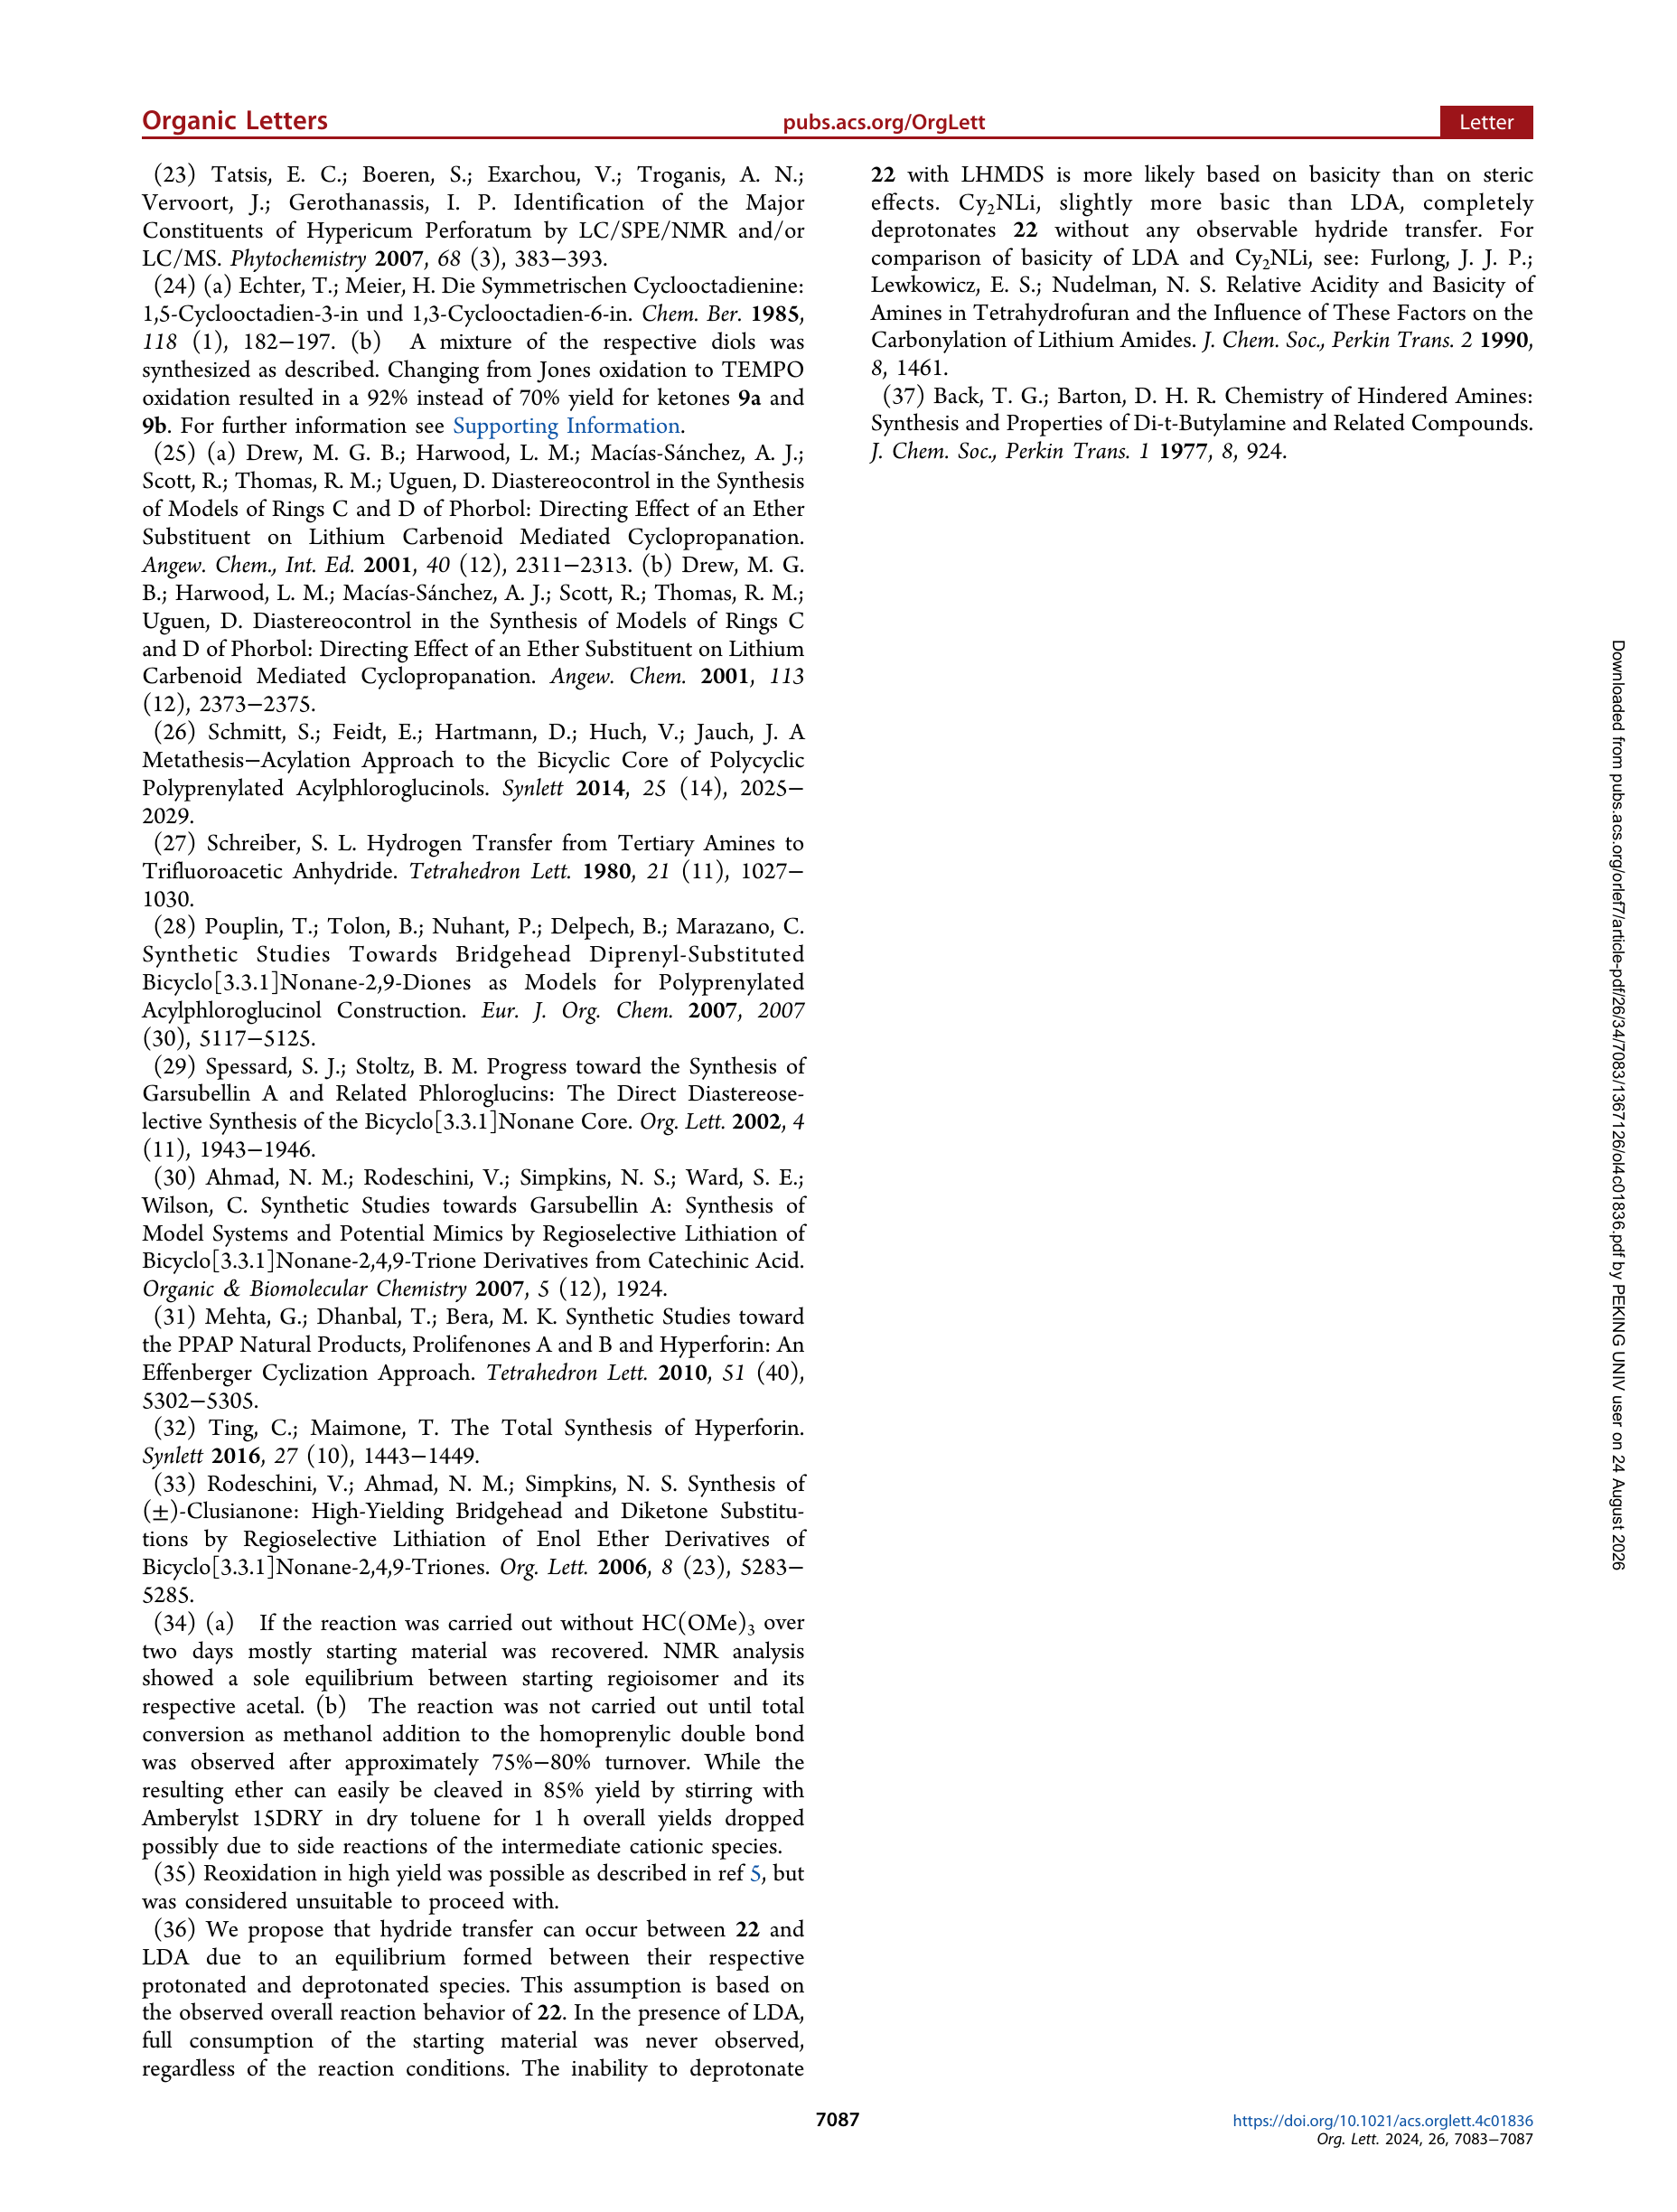 Organic Letters
pubs.acs.org/OrgLett
Letter
(23) Tatsis, E. C.; Boeren, S.; Exarchou, V.; Troganis, A. N.;
Vervoort, J.; Gerothanassis, I. P. Identification of the Major
Constituents of Hypericum Perforatum by LC/SPE/NMR and/or
LC/MS. Phytochemistry 2007, 68 (3), 383−393.
(24) (a) Echter, T.; Meier, H. Die Symmetrischen Cyclooctadienine:
1,5-Cyclooctadien-3-in und 1,3-Cyclooctadien-6-in. Chem. Ber. 1985,
118 (1), 182−197. (b) A mixture of the respective diols was
synthesized as described. Changing from Jones oxidation to TEMPO
oxidation resulted in a 92% instead of 70% yield for ketones 9a and
9b. For further information see Supporting Information.
(25) (a) Drew, M. G. B.; Harwood, L. M.; Macías-Sánchez, A. J.;
Scott, R.; Thomas, R. M.; Uguen, D. Diastereocontrol in the Synthesis
of Models of Rings C and D of Phorbol: Directing Effect of an Ether
Substituent on Lithium Carbenoid Mediated Cyclopropanation.
Angew. Chem., Int. Ed. 2001, 40 (12), 2311−2313. (b) Drew, M. G.
B.; Harwood, L. M.; Macías-Sánchez, A. J.; Scott, R.; Thomas, R. M.;
Uguen, D. Diastereocontrol in the Synthesis of Models of Rings C
and D of Phorbol: Directing Effect of an Ether Substituent on Lithium
Carbenoid Mediated Cyclopropanation. Angew. Chem. 2001, 113
(12), 2373−2375.
(26) Schmitt, S.; Feidt, E.; Hartmann, D.; Huch, V.; Jauch, J. A
Metathesis−Acylation Approach to the Bicyclic Core of Polycyclic
Polyprenylated Acylphloroglucinols. Synlett 2014, 25 (14), 2025−
2029.
(27) Schreiber, S. L. Hydrogen Transfer from Tertiary Amines to
Trifluoroacetic Anhydride. Tetrahedron Lett. 1980, 21 (11), 1027−
1030.
(28) Pouplin, T.; Tolon, B.; Nuhant, P.; Delpech, B.; Marazano, C.
Synthetic Studies Towards Bridgehead Diprenyl-Substituted
Bicyclo[3.3.1]Nonane-2,9-Diones as Models for Polyprenylated
Acylphloroglucinol Construction. Eur. J. Org. Chem. 2007, 2007
(30), 5117−5125.
(29) Spessard, S. J.; Stoltz, B. M. Progress toward the Synthesis of
Garsubellin A and Related Phloroglucins: The Direct Diastereose-
lective Synthesis of the Bicyclo[3.3.1]Nonane Core. Org. Lett. 2002, 4
(11), 1943−1946.
(30) Ahmad, N. M.; Rodeschini, V.; Simpkins, N. S.; Ward, S. E.;
Wilson, C. Synthetic Studies towards Garsubellin A: Synthesis of
Model Systems and Potential Mimics by Regioselective Lithiation of
Bicyclo[3.3.1]Nonane-2,4,9-Trione Derivatives from Catechinic Acid.
Organic & Biomolecular Chemistry 2007, 5 (12), 1924.
(31) Mehta, G.; Dhanbal, T.; Bera, M. K. Synthetic Studies toward
the PPAP Natural Products, Prolifenones A and B and Hyperforin: An
Effenberger Cyclization Approach. Tetrahedron Lett. 2010, 51 (40),
5302−5305.
(32) Ting, C.; Maimone, T. The Total Synthesis of Hyperforin.
Synlett 2016, 27 (10), 1443−1449.
(33) Rodeschini, V.; Ahmad, N. M.; Simpkins, N. S. Synthesis of
(±)-Clusianone: High-Yielding Bridgehead and Diketone Substitu-
tions by Regioselective Lithiation of Enol Ether Derivatives of
Bicyclo[3.3.1]Nonane-2,4,9-Triones. Org. Lett. 2006, 8 (23), 5283−
5285.
(34) (a) If the reaction was carried out without HC(OMe)₃ over
two days mostly starting material was recovered. NMR analysis
showed a sole equilibrium between starting regioisomer and its
respective acetal. (b) The reaction was not carried out until total
conversion as methanol addition to the homoprenylic double bond
was observed after approximately 75%−80% turnover. While the
resulting ether can easily be cleaved in 85% yield by stirring with
Amberylst 15DRY in dry toluene for 1 h overall yields dropped
possibly due to side reactions of the intermediate cationic species.
(35) Reoxidation in high yield was possible as described in ref 5, but
was considered unsuitable to proceed with.
(36) We propose that hydride transfer can occur between 22 and
LDA due to an equilibrium formed between their respective
protonated and deprotonated species. This assumption is based on
the observed overall reaction behavior of 22. In the presence of LDA,
full consumption of the starting material was never observed,
regardless of the reaction conditions. The inability to deprotonate
22 with LHMDS is more likely based on basicity than on steric
effects. Cy₂NLi, slightly more basic than LDA, completely
deprotonates 22 without any observable hydride transfer. For
comparison of basicity of LDA and Cy₂NLi, see: Furlong, J. J. P.;
Lewkowicz, E. S.; Nudelman, N. S. Relative Acidity and Basicity of
Amines in Tetrahydrofuran and the Influence of These Factors on the
Carbonylation of Lithium Amides. J. Chem. Soc., Perkin Trans. 2 1990,
8, 1461.
(37) Back, T. G.; Barton, D. H. R. Chemistry of Hindered Amines:
Synthesis and Properties of Di-t-Butylamine and Related Compounds.
J. Chem. Soc., Perkin Trans. 1 1977, 8, 924.
Downloaded from pubs.acs.org/orlef7/article-pdf/26/34/7083/1367126/ol4c01836.pdf by PEKING UNIV user on 24 August 2026
7087
https://doi.org/10.1021/acs.orglett.4c01836
Org. Lett. 2024, 26, 7083−7087